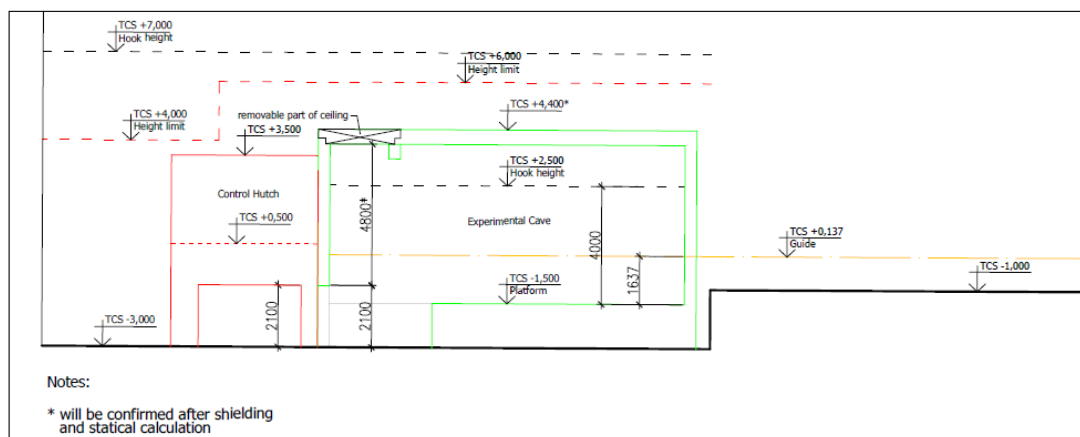 TCS +7,000
Hook height
TCS +6,000
Height limit
TCS +4,000
Height limit
removable part of ceiling
TCS +3,500
TCS +4,400*
TCS +2,500
Hook height
Control Hutch
TCS +0,500
4800*
Experimental Cave
4000
TCS +0,137
Guide
TCS -1,000
TCS -1,500
Platform
1637
2100
2100
TCS -3,000
Notes:
* will be confirmed after shielding
and statical calculation